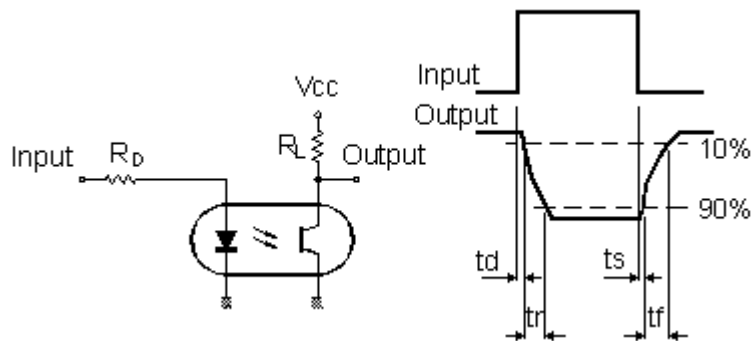 Input
RD
Vcc
RL
Output
Input
Output
10%
90%
td
ts
tr
tf